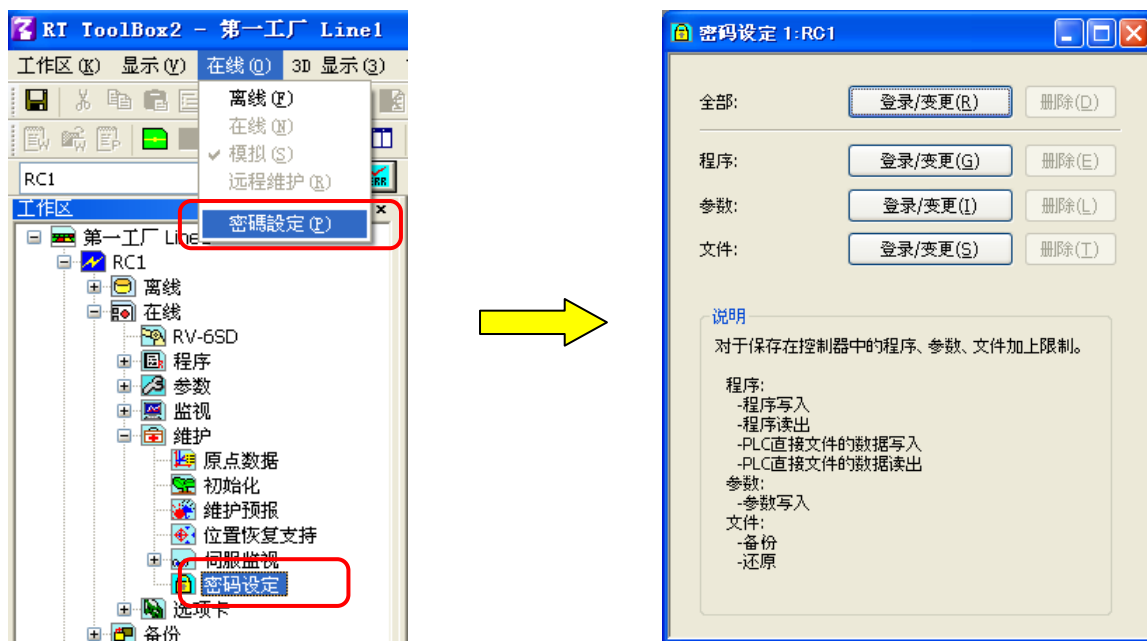 RT ToolBox2 - 第一工厂 Line1
工作区(K) 显示(V) 在线(O) 3D 显示(3)
离线(F)
在线(N)
模拟(S)
远程维护(R)
密碼設定(P)
RC1
工作区
第一工厂 Line1
RC1
离线
在线
RV-6SD
程序
参数
监视
维护
原点数据
初始化
维护预报
位置恢复支持
伺服监视
密码设定
选项卡
备份
密码设定 1:RC1
全部: 登录/变更(R) 删除(D)
程序: 登录/变更(G) 删除(E)
参数: 登录/变更(I) 删除(L)
文件: 登录/变更(S) 删除(T)
说明
对于保存在控制器中的程序、参数、文件加上限制。
程序:
-程序写入
-程序读出
-PLC直接文件的数据写入
-PLC直接文件的数据读出
参数:
-参数写入
文件:
-备份
-还原